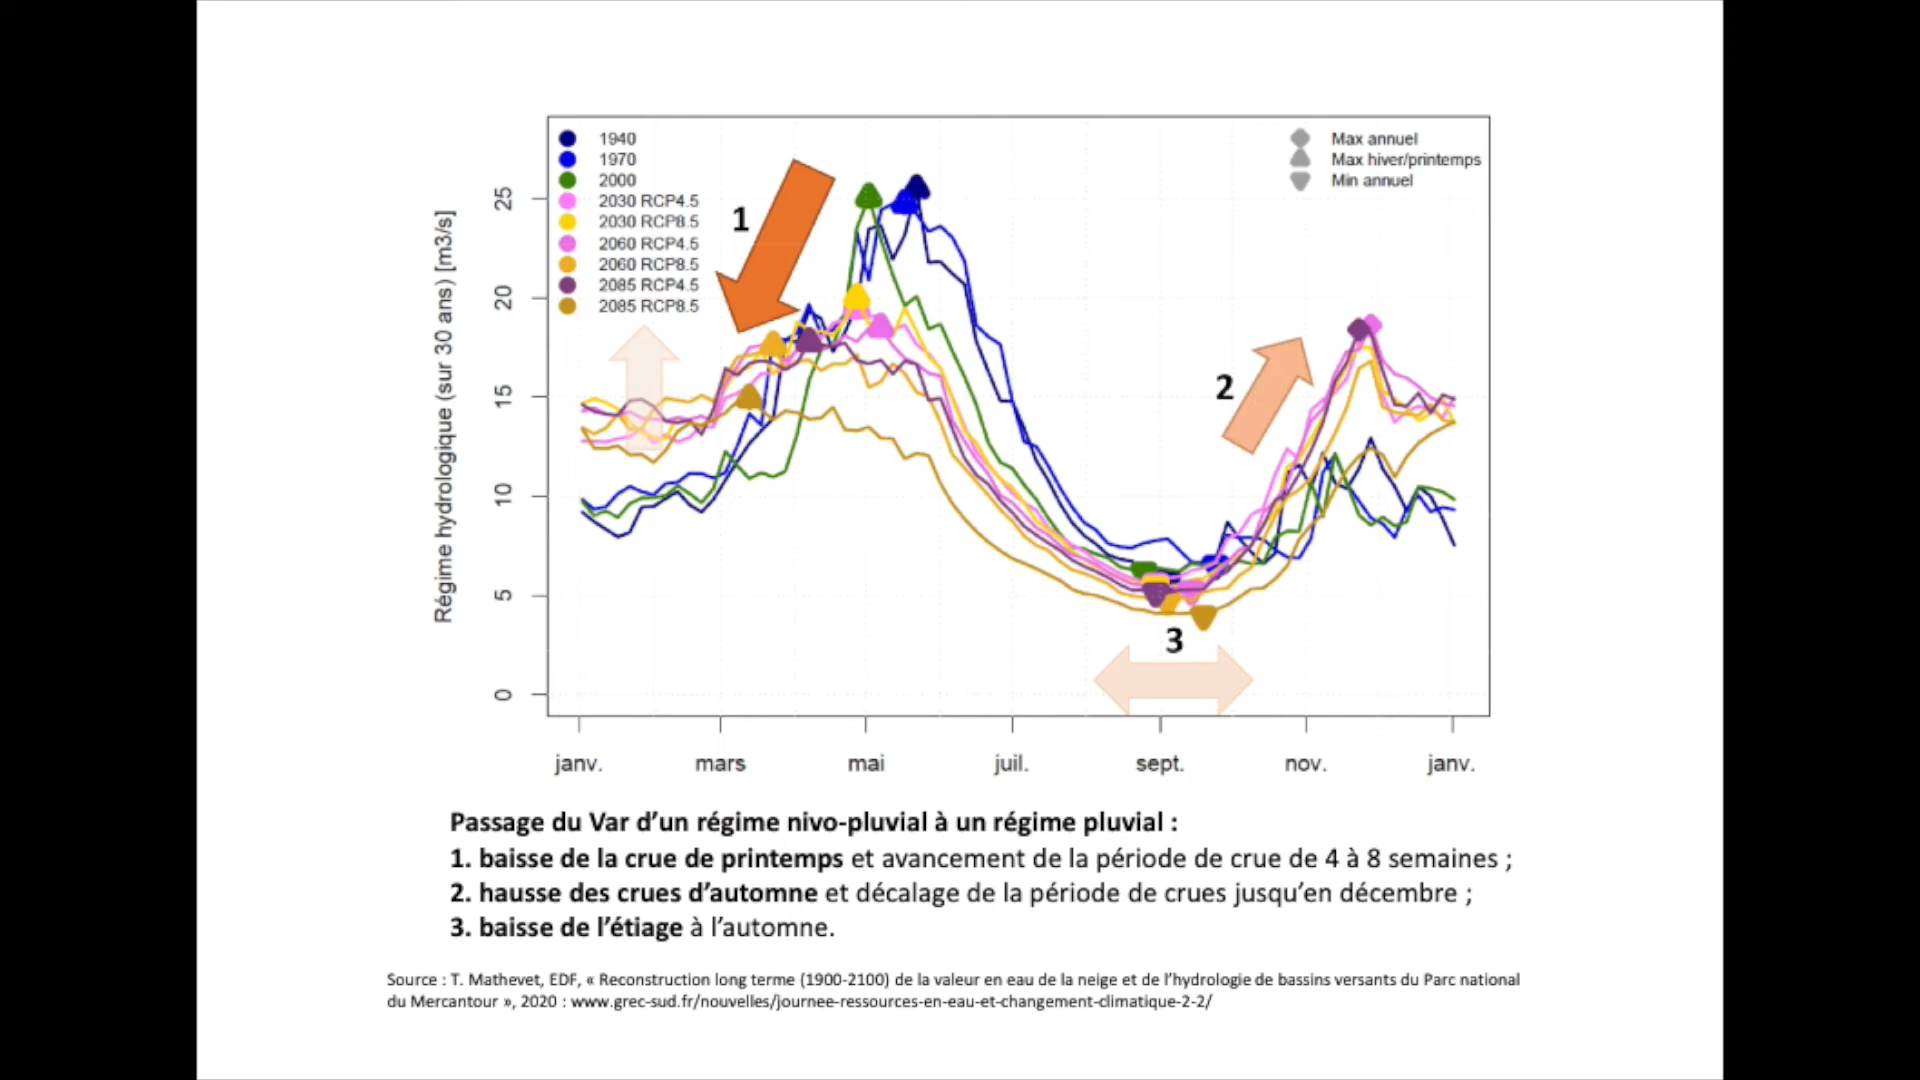 1940
1970
2000
2030 RCP4.5
2030 RCP8.5
2060 RCP4.5
2060 RCP8.5
2085 RCP4.5
2085 RCP8.5
Max annuel
Max hiver/printemps
Min annuel
1
2
3
Régime hydrologique (sur 30 ans) [m3/s]
25
20
15
10
5
0
janv.
mars
mai
juil.
sept.
nov.
janv.
Passage du Var d’un régime nivo-pluvial à un régime pluvial :
1. baisse de la crue de printemps et avancement de la période de crue de 4 à 8 semaines ;
2. hausse des crues d’automne et décalage de la période de crues jusqu’en décembre ;
3. baisse de l’étiage à l’automne.
Source : T. Mathevet, EDF, « Reconstruction long terme (1900-2100) de la valeur en eau de la neige et de l’hydrologie de bassins versants du Parc national
du Mercantour », 2020 : www.grec-sud.fr/nouvelles/journee-ressources-en-eau-et-changement-climatique-2-2/